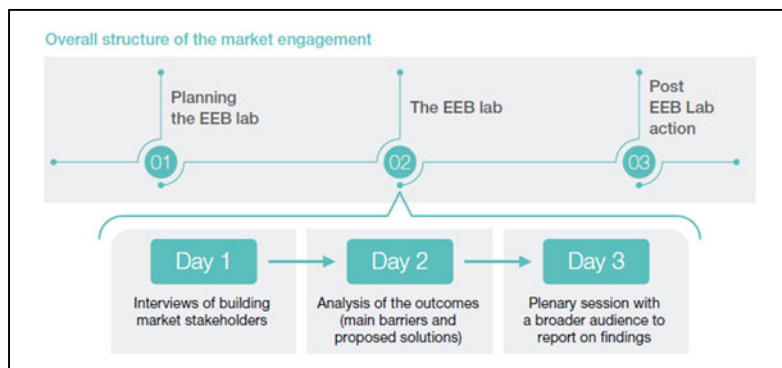 Overall structure of the market engagement
Planning
the EEB lab
The EEB lab
Post
EEB Lab
action
01
02
03
Day 1
Day 2
Day 3
Interviews of building
market stakeholders
Analysis of the outcomes
(main barriers and
proposed solutions)
Plenary session with
a broader audience to
report on findings